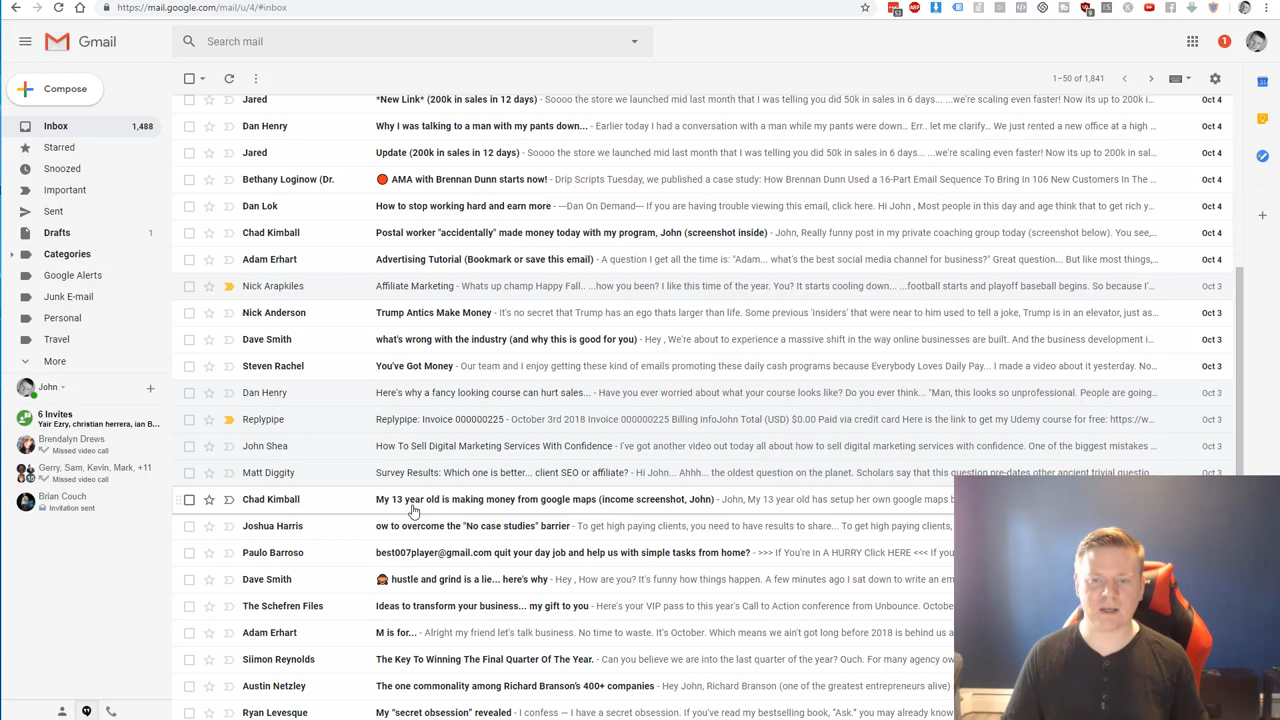 https://mail.google.com/mail/u/4/#inbox
Gmail
Search mail
1
Compose
1–50 of 1,841
Inbox 1,488
Starred
Snoozed
Important
Sent
Drafts 1
Categories
Google Alerts
Junk E-mail
Personal
Travel
More
John
6 Invites
Yair Ezry, christian herrera, ian B...
Brendalyn Drews
Missed video call
Gerry, Sam, Kevin, Mark, +11
Missed video call
Brian Couch
Invitation sent
Jared *New Link* (200k in sales in 12 days) - Soooo the store we launched mid last month that I was telling you did 50k in sales in 6 days... ...we're scaling even faster! Now its up to 200k i... Oct 4
Dan Henry Why I was talking to a man with my pants down... - Earlier today I had a conversation with a man while my pants were down... Err.. let me clarify... We just rented a new office at a high ... Oct 4
Jared Update (200k in sales in 12 days) - Soooo the store we launched mid last month that I was telling you did 50k in sales in 6 days... ...we're scaling even faster! Now its up to 200k in sal... Oct 4
Bethany Loginow (Dr. AMA with Brennan Dunn starts now! - Drip Scripts Tuesday, we published a case study: How Brennan Dunn Used a 16-Part Email Sequence To Bring In 106 New Customers In The ... Oct 4
Dan Lok How to stop working hard and earn more - —Dan On Demand— If you are having trouble viewing this email, click here. Hi John , Most people in this day and age think that to get rich y... Oct 4
Chad Kimball Postal worker "accidentally" made money today with my program, John (screenshot inside) - John, Really funny post in my private coaching group today (screenshot below). You see,... Oct 4
Adam Erhart Advertising Tutorial (Bookmark or save this email) - A question I get all the time is: "Adam... what's the best social media channel for business?" Great question... But like most things,... Oct 4
Nick Arapkiles Affiliate Marketing - Whats up champ Happy Fall.. ...how you been? I like this time of the year. You? It starts cooling down... ...football starts and playoff baseball begins. So because I'... Oct 3
Nick Anderson Trump Antics Make Money - It's no secret that Trump has an ego thats larger than life. Some previous 'insiders' that were near to him used to tell a joke, Trump is in an elevator, just as... Oct 3
Dave Smith what's wrong with the industry (and why this is good for you) - Hey , We're about to experience a massive shift in the way online businesses are built. And the business development i... Oct 3
Steven Rachel You've Got Money - Our team and I enjoy getting these kind of emails promoting these daily cash programs because Everybody Loves Daily Pay... I made a video about it yesterday. No... Oct 3
Dan Henry Here's why a fancy looking course can hurt sales... - Have you ever worried about what your course looks like? Do you ever think... "Man, this is so unprofessional. People are going... Oct 3
Replypipe Replypipe: Invoice 000000225 - October 3rd 2018 Invoice 000000225 Billing infoJohn Total (USD) $0.00 Paid via credit card Here is the link to get my Udemy course for free: https://w... Oct 3
John Shea How To Sell Digital Marketing Services With Confidence - I've got another video out today all about how to sell digital marketing services with confidence. One of the biggest mistakes ... Oct 3
Matt Diggity Survey Results: Which one is better... client SEO or affiliate? - Hi John... Ahhh... the oldest question on the planet. Scholars say that this question pre-dates other ancient trivial questio... Oct 3
Chad Kimball My 13 year old is making money from google maps (income screenshot, John) - John, My 13 year old has setup her own google maps b
Joshua Harris ow to overcome the "No case studies" barrier - To get high paying clients, you need to have results to share... To get high paying clients,
Paulo Barroso best007player@gmail.com quit your day job and help us with simple tasks from home? - >>> If You're In A HURRY Click HERE <<< If yo
Dave Smith hustle and grind is a lie... here's why - Hey , How are you? It's funny how things happen. A few minutes ago I sat down to write an em
The Schefren Files Ideas to transform your business... my gift to you - Here's your VIP pass to this year's Call to Action conference from Unbounce. October
Adam Erhart M is for... - Alright my friend let's talk business. No time to waste. It's October. Which means we ain't got long before 2018 is behind us a
Siimon Reynolds The Key To Winning The Final Quarter Of The Year. - Can you believe we are into the last quarter of the year? Ouch. For many agency ow
Austin Netzley The one commonality among Richard Branson's 400+ companies - Hey John, Richard Branson (one of the greatest entrepreneurs alive)
Ryan Levesque My "secret obsession" revealed - I confess — I have a secret obsession. If you've read my bestselling book, "Ask." you may already know